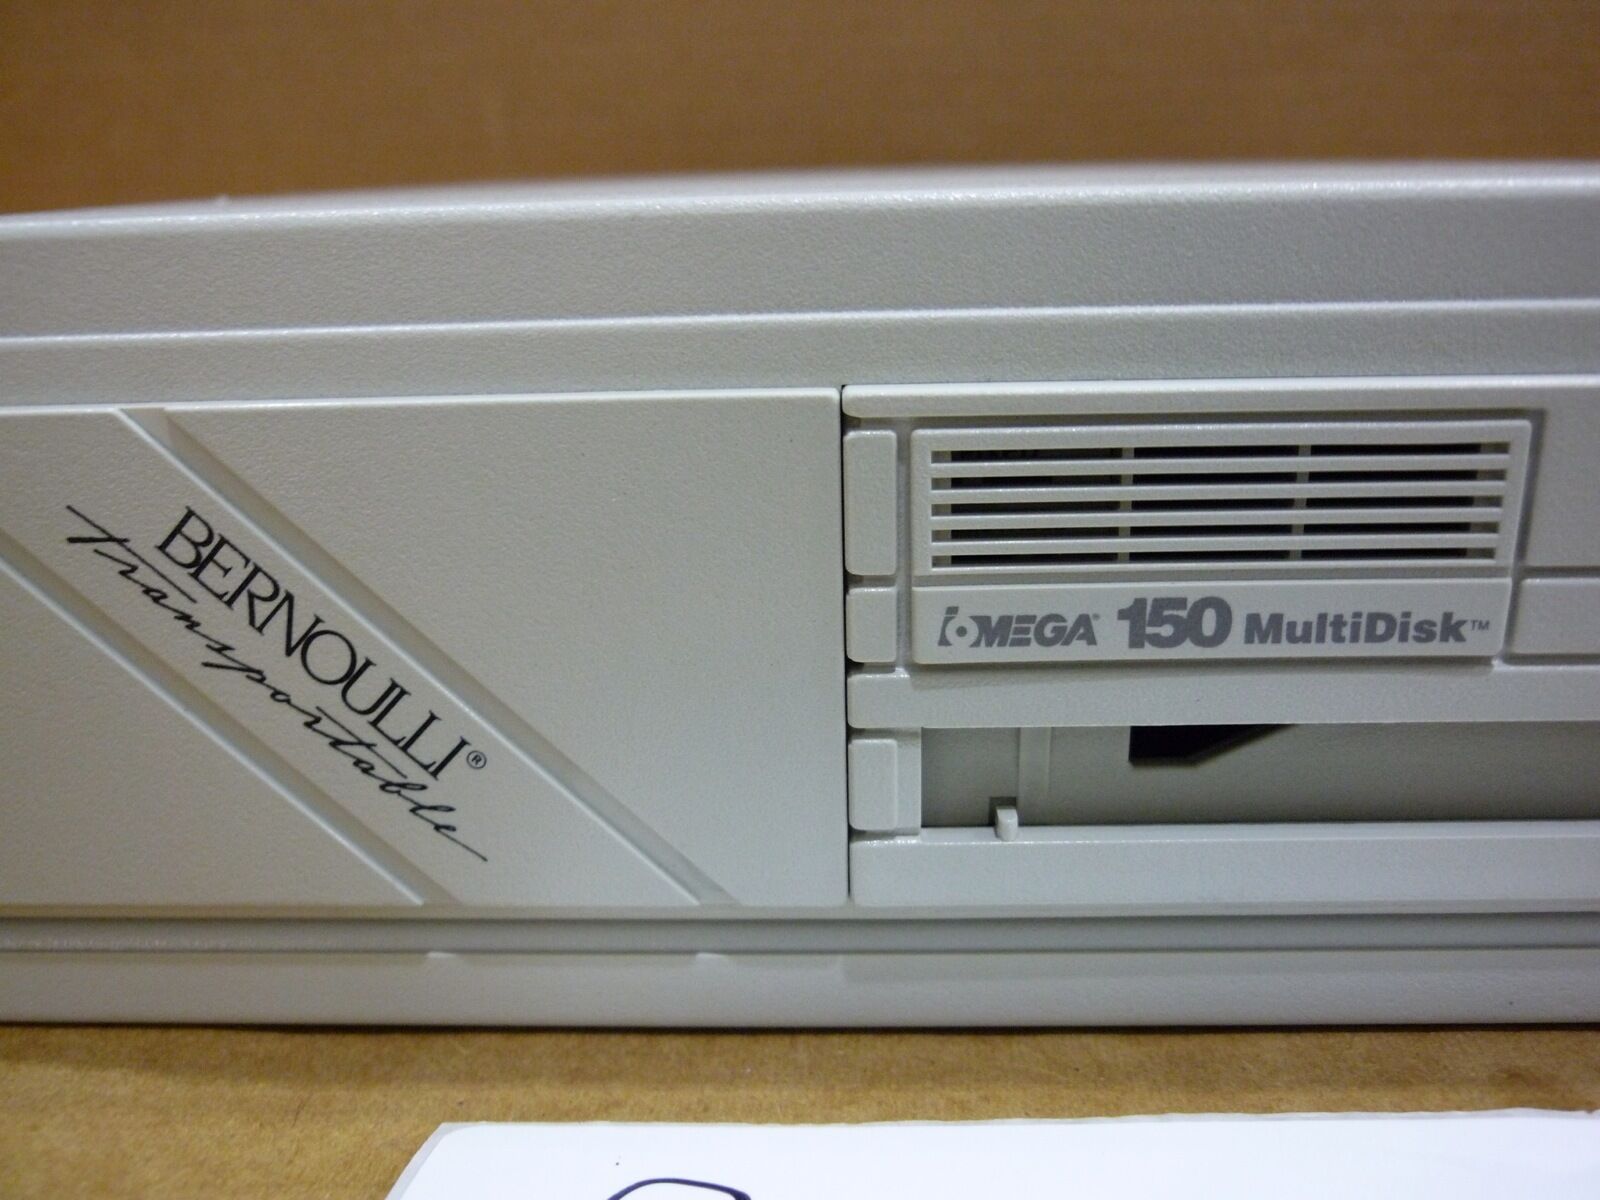 BERNOULLI®
Transportable
iOMEGA® 150 MultiDisk™